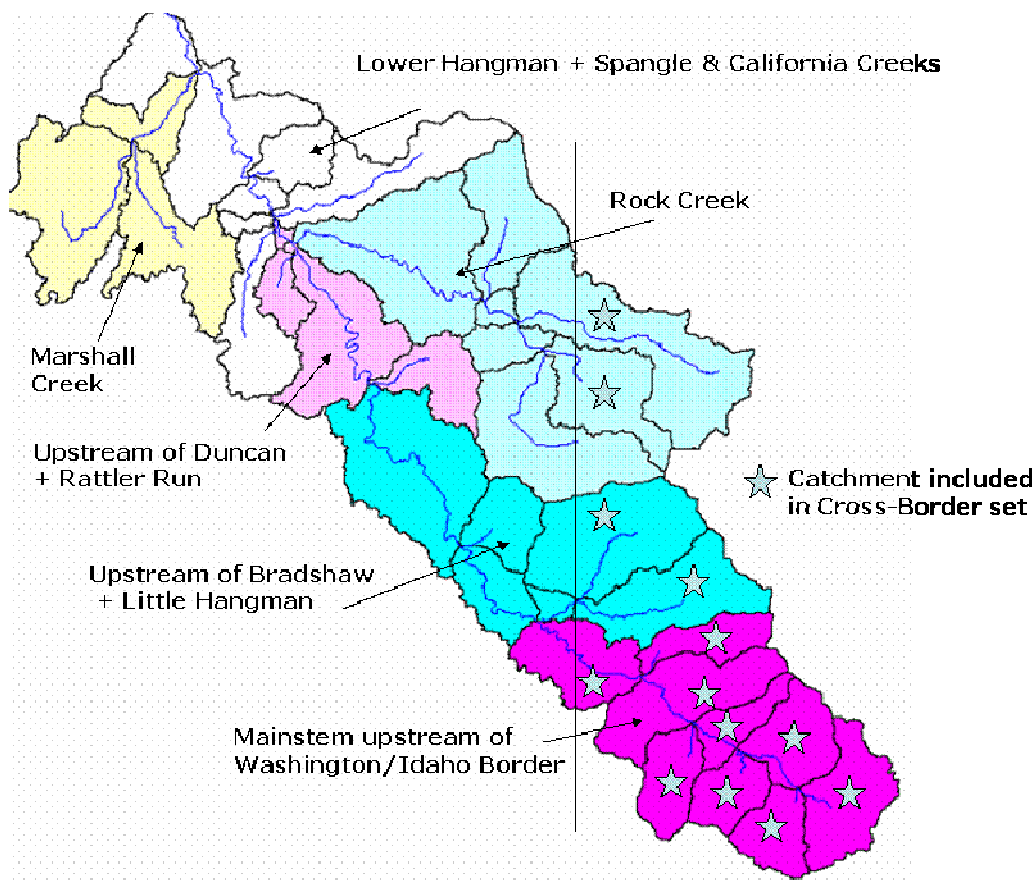 Lower Hangman + Spangle & California Creeks
Rock Creek
Marshall
Creek
Upstream of Duncan
+ Rattler Run
Catchment included
in Cross-Border set
Upstream of Bradshaw
+ Little Hangman
Mainstem upstream of
Washington/Idaho Border